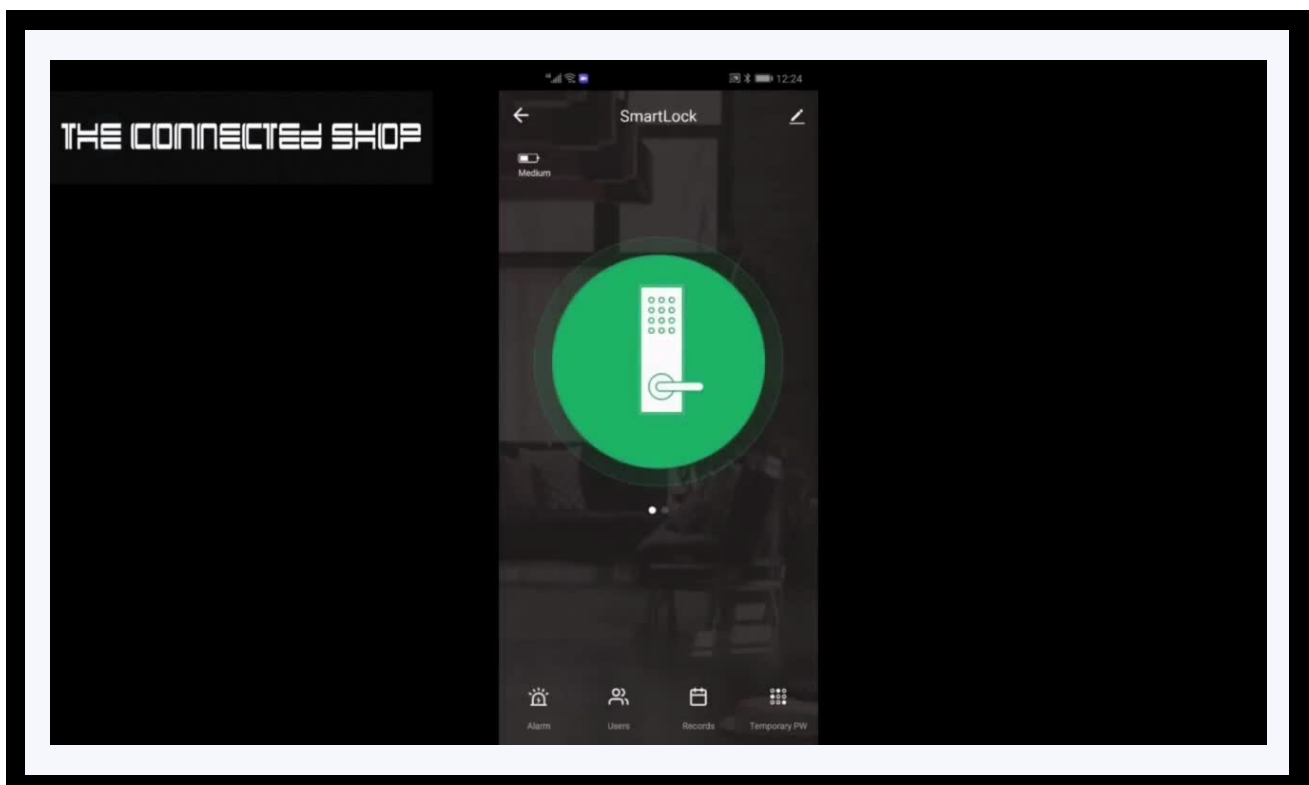 THE CONNECTED SHOP
12:24
SmartLock
Medium
Alarm
Users
Records
Temporary PW